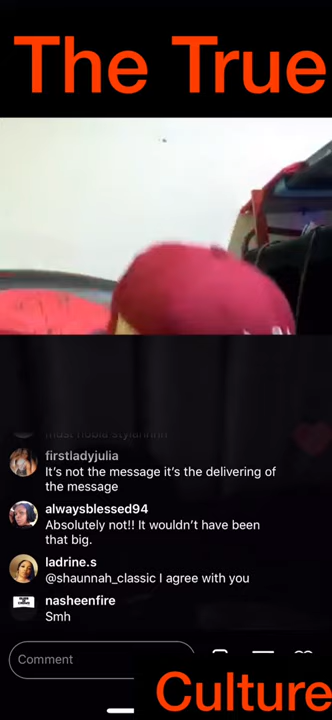 The True
firstladyjulia
It's not the message it's the delivering of
the message
alwaysblessed94
Absolutely not!! It wouldn't have been
that big.
ladrine.s
@shaunnah_classic I agree with you
nasheenfire
Smh
Comment
Culture